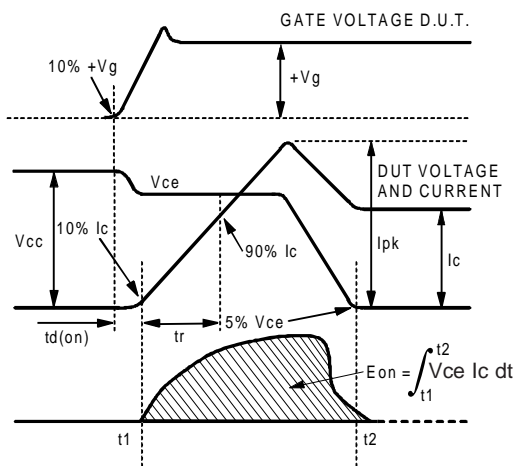 GATE VOLTAGE D.U.T.
10% +Vg
+Vg
Vce
DUT VOLTAGE
AND CURRENT
Vcc
10% Ic
90% Ic
Ipk
Ic
td(on)
tr
5% Vce
Eon = ∫ t1 t2 Vce Ic dt
t1
t2